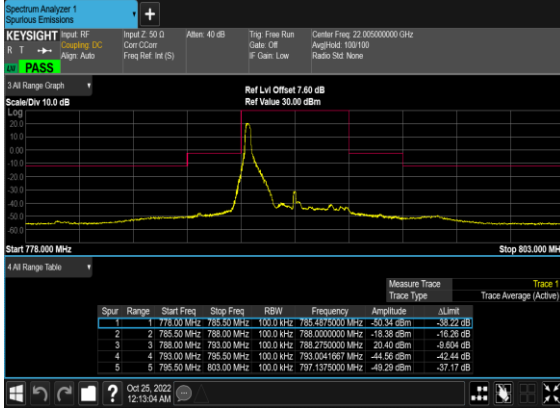 Spectrum Analyzer 1
Spurious Emissions
+
KEYSIGHT Input: RF Input Z: 50 Ω Atten: 40 dB Trig: Free Run Center Freq: 22.005000000 GHz
R T Coupling: DC Corr CCorr Gate: Off Avg|Hold: 100/100
Align: Auto Freq Ref: Int (S) IF Gain: Low Radio Std: None
PASS
3.All Range Graph
Ref Lvl Offset 7.60 dB
Scale/Div 10.0 dB Ref Value 30.00 dBm
Log
20.0
10.0
0.00
-10.0
-20.0
-30.0
-40.0
-50.0
-60.0
Start 778.000 MHz Stop 803.000 MH
4.All Range Table
Measure Trace Trace 1
Trace Type Trace Average (Active)
Spur Range Start Freq Stop Freq RBW Frequency Amplitude ΔLimit
1 1 778.00 MHz 785.50 MHz 100.0 kHz 785.4875000 MHz -50.34 dBm -38.22 dB
2 2 785.50 MHz 788.00 MHz 100.0 kHz 788.0000000 MHz -18.38 dBm -16.26 dB
3 3 788.00 MHz 793.00 MHz 100.0 kHz 788.2750000 MHz 20.40 dBm -9.604 dB
4 4 793.00 MHz 795.50 MHz 100.0 kHz 793.0041667 MHz -44.56 dBm -42.44 dB
5 5 795.50 MHz 803.00 MHz 100.0 kHz 797.1375000 MHz -49.29 dBm -37.17 dB
?
Oct 25, 2022
12:13:04 AM